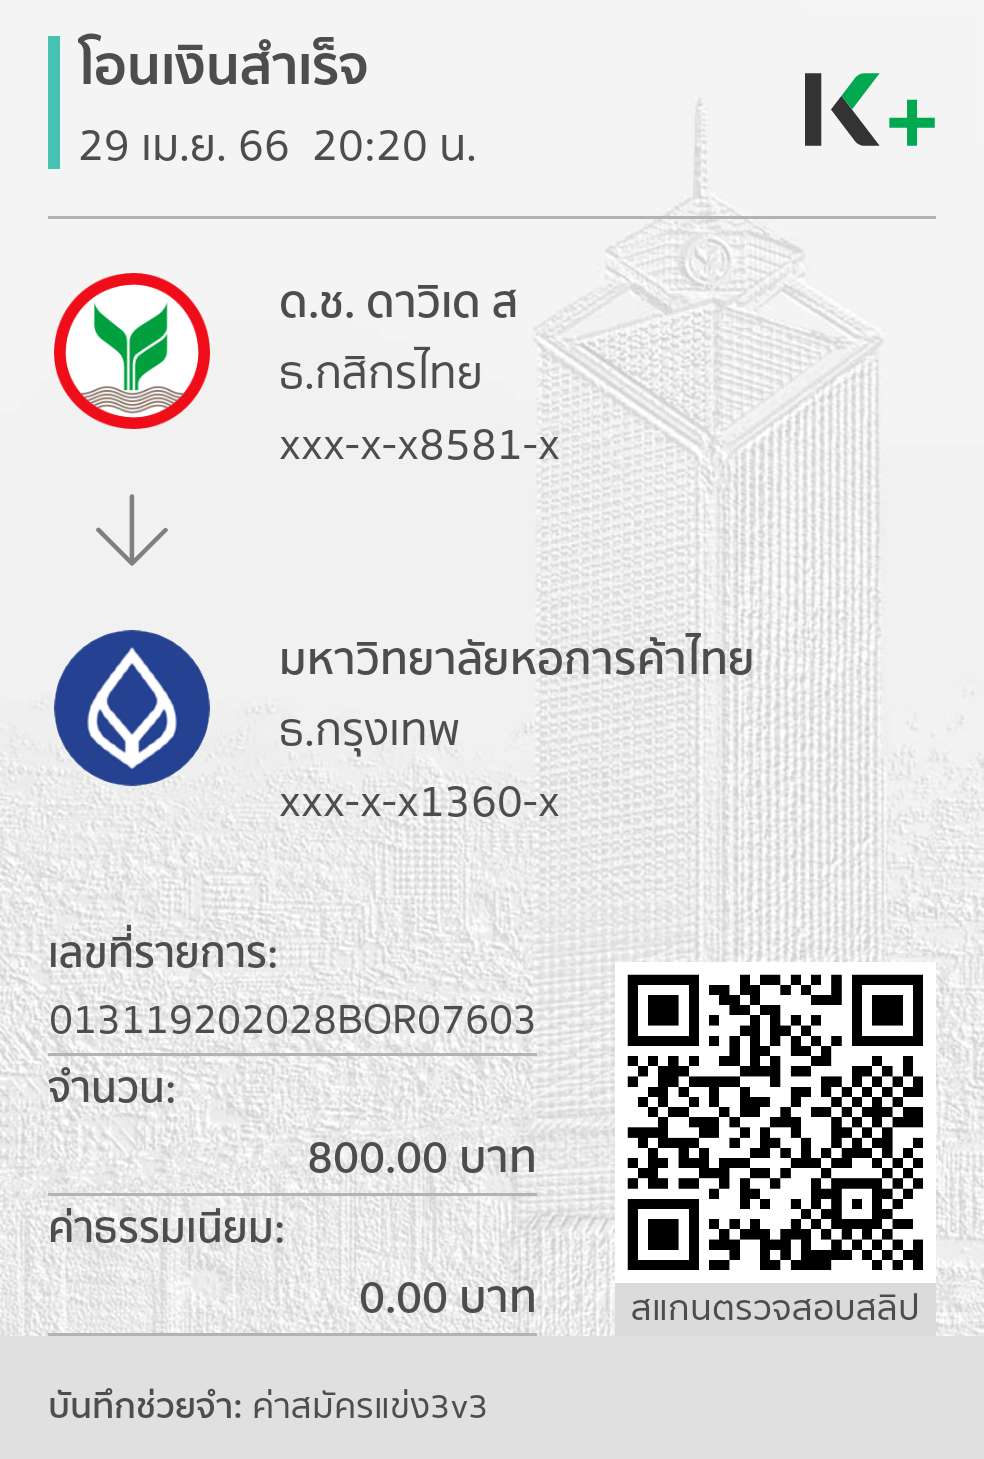 โอนเงินสำเร็จ
29 เม.ย. 66  20:20 น.
K+
ด.ช. ดาวิเด ส
ธ.กสิกรไทย
xxx-x-x8581-x
มหาวิทยาลัยหอการค้าไทย
ธ.กรุงเทพ
xxx-x-x1360-x
เลขที่รายการ:
013119202028BOR07603
จำนวน:
800.00 บาท
ค่าธรรมเนียม:
0.00 บาท
สแกนตรวจสอบสลิป
บันทึกช่วยจำ: ค่าสมัครแข่ง3v3